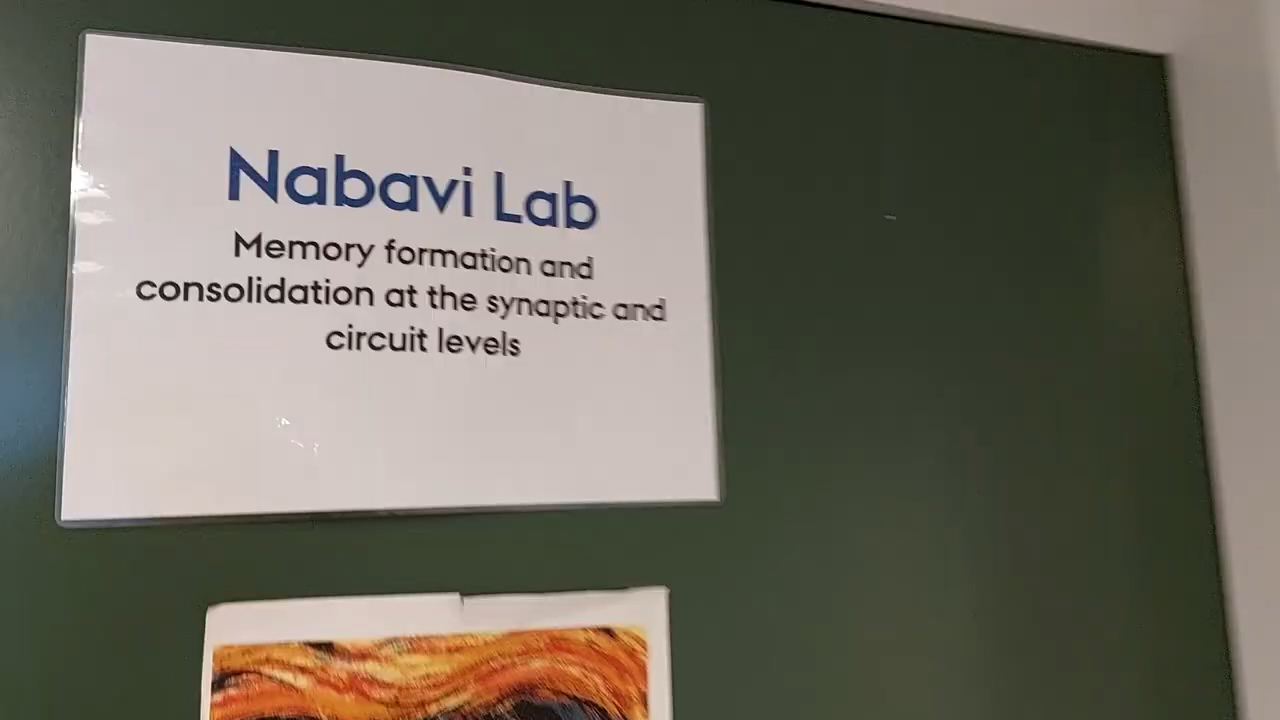 Nabavi Lab
Memory formation and
consolidation at the synaptic and
circuit levels